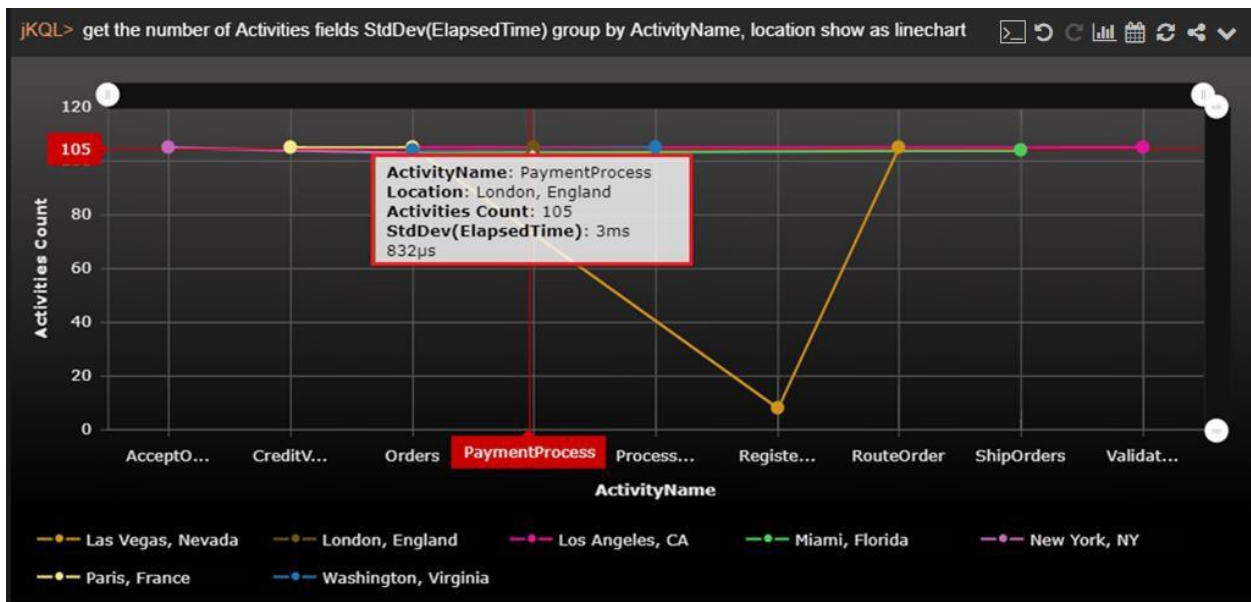 jKQL> get the number of Activities fields StdDev(ElapsedTime) group by ActivityName, location show as linechart
120
105
80
60
40
20
0
Activities Count
ActivityName: PaymentProcess
Location: London, England
Activities Count: 105
StdDev(ElapsedTime): 3ms
832µs
AcceptO... CreditV... Orders PaymentProcess Process... Registe... RouteOrder ShipOrders Validat...
ActivityName
Las Vegas, Nevada London, England Los Angeles, CA Miami, Florida New York, NY
Paris, France Washington, Virginia